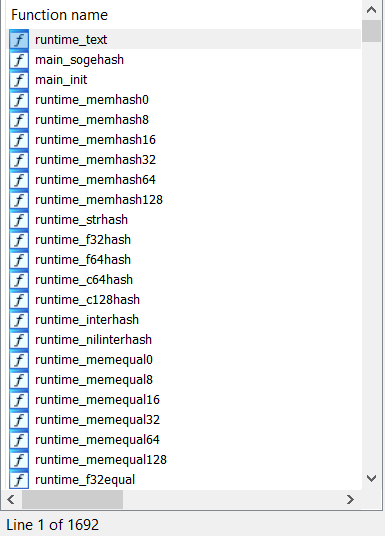 Function name
runtime_text
main_sogehash
main_init
runtime_memhash0
runtime_memhash8
runtime_memhash16
runtime_memhash32
runtime_memhash64
runtime_memhash128
runtime_strhash
runtime_f32hash
runtime_f64hash
runtime_c64hash
runtime_c128hash
runtime_interhash
runtime_nilinterhash
runtime_memequal0
runtime_memequal8
runtime_memequal16
runtime_memequal32
runtime_memequal64
runtime_memequal128
runtime_f32equal
Line 1 of 1692